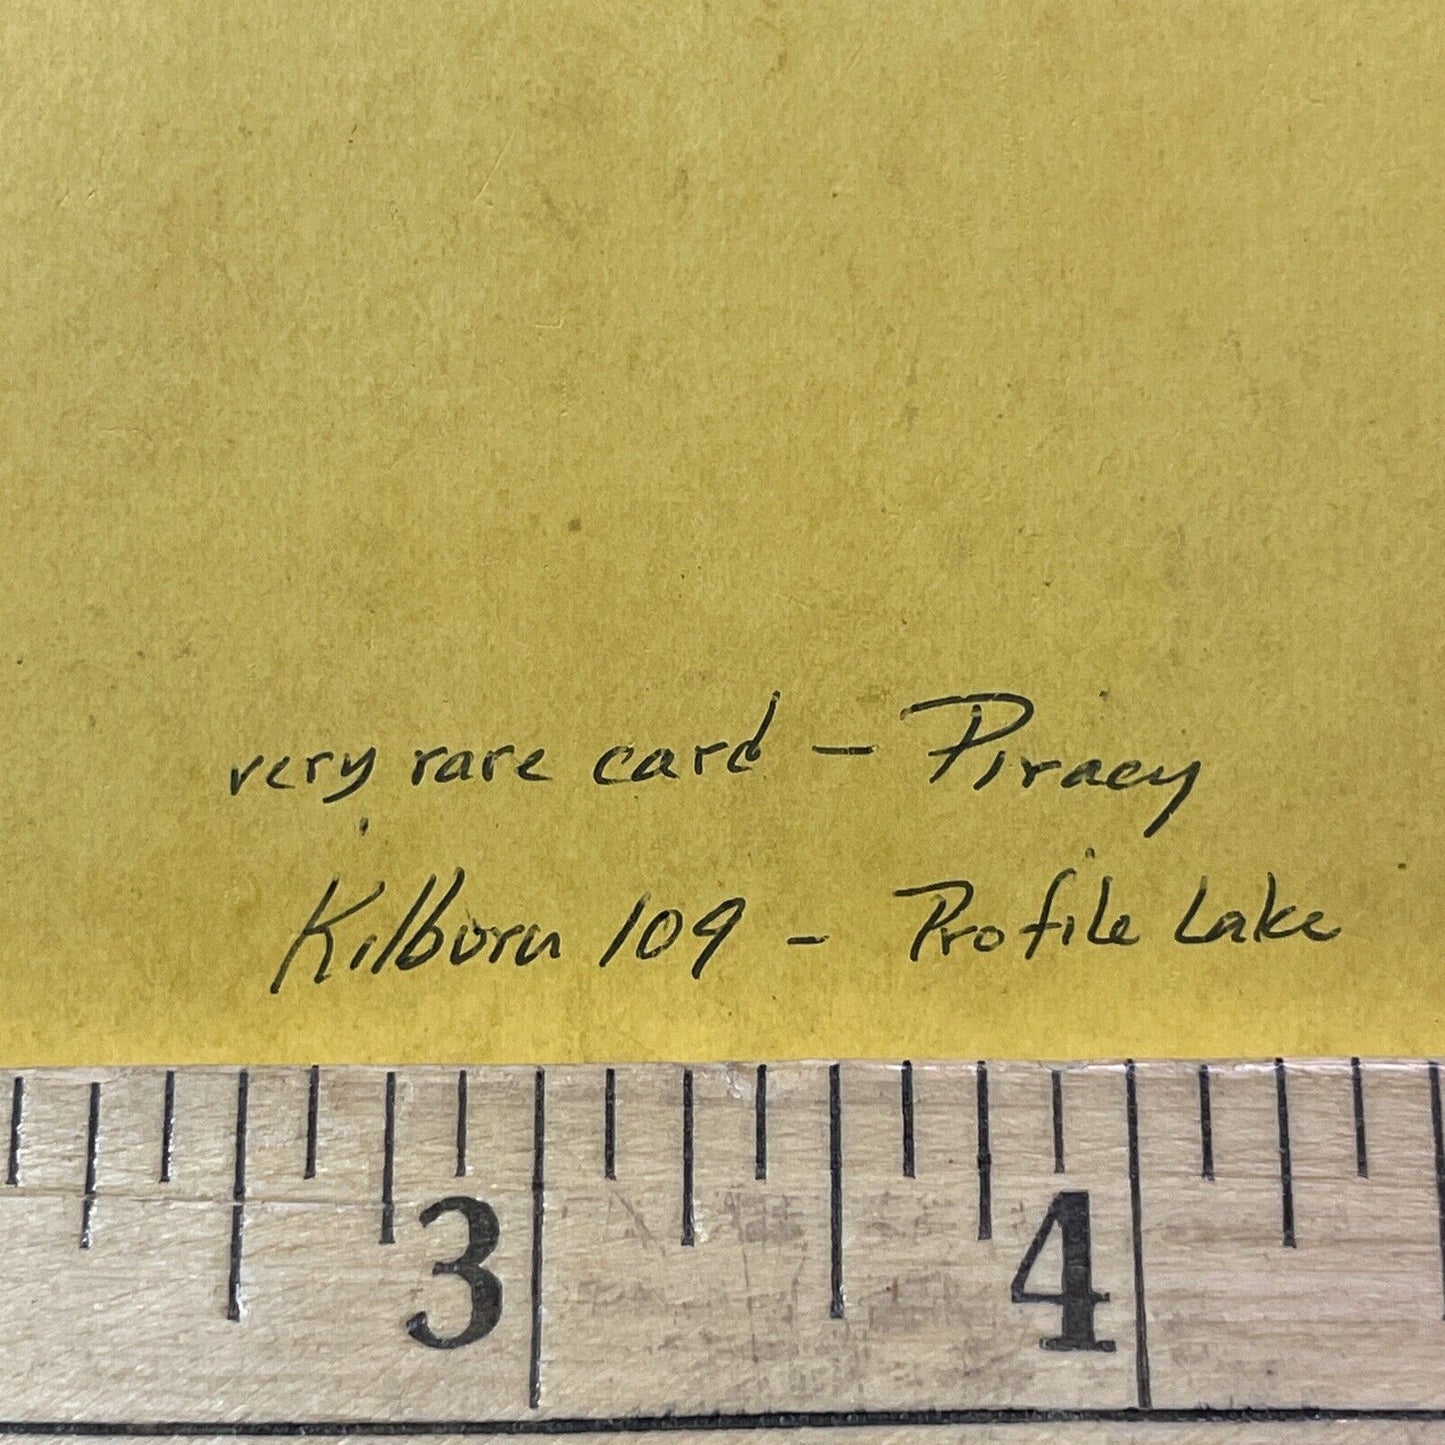 very rare card - Piracy
Kilburn 109 - Profile Lake
3 4